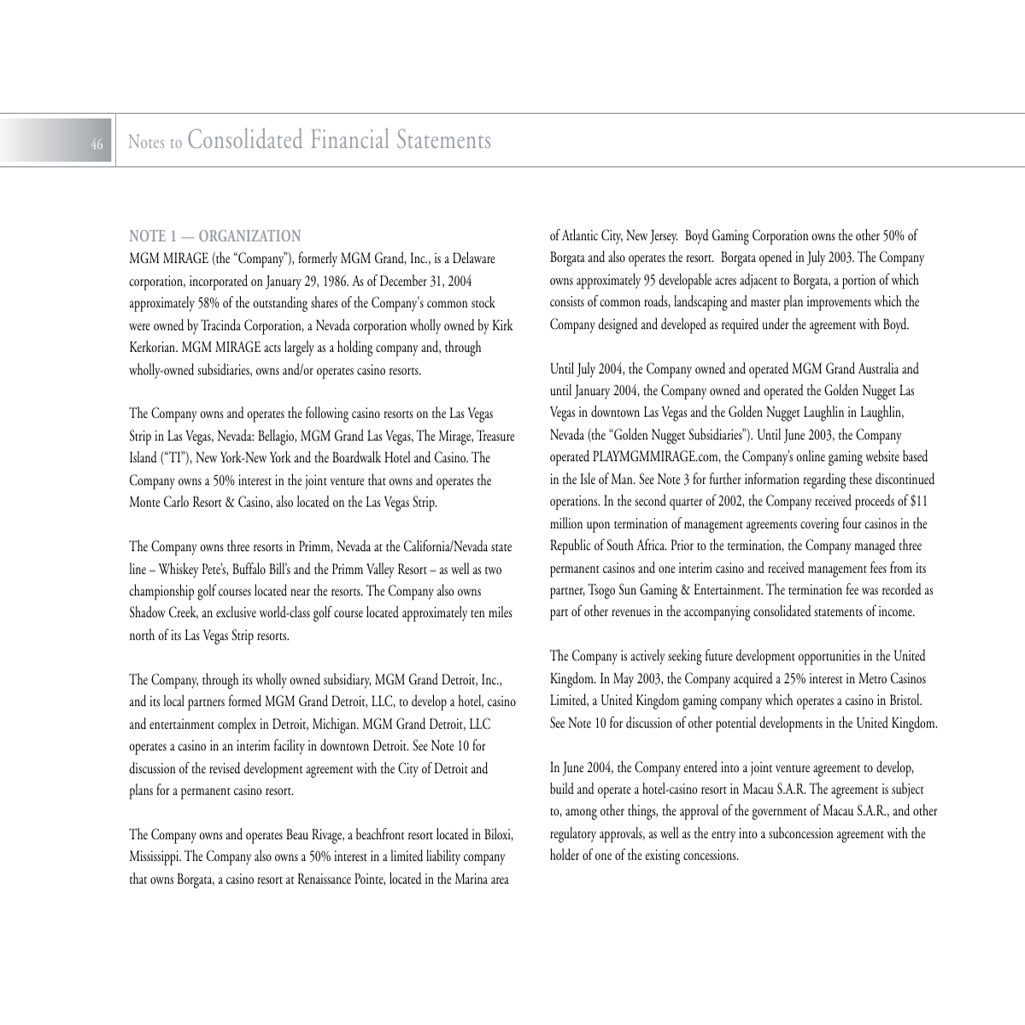 46
Notes to Consolidated Financial Statements
NOTE 1 — ORGANIZATION
MGM MIRAGE (the “Company”), formerly MGM Grand, Inc., is a Delaware
corporation, incorporated on January 29, 1986. As of December 31, 2004
approximately 58% of the outstanding shares of the Company's common stock
were owned by Tracinda Corporation, a Nevada corporation wholly owned by Kirk
Kerkorian. MGM MIRAGE acts largely as a holding company and, through
wholly-owned subsidiaries, owns and/or operates casino resorts.
The Company owns and operates the following casino resorts on the Las Vegas
Strip in Las Vegas, Nevada: Bellagio, MGM Grand Las Vegas, The Mirage, Treasure
Island (“TI”), New York-New York and the Boardwalk Hotel and Casino. The
Company owns a 50% interest in the joint venture that owns and operates the
Monte Carlo Resort & Casino, also located on the Las Vegas Strip.
The Company owns three resorts in Primm, Nevada at the California/Nevada state
line – Whiskey Pete’s, Buffalo Bill’s and the Primm Valley Resort – as well as two
championship golf courses located near the resorts. The Company also owns
Shadow Creek, an exclusive world-class golf course located approximately ten miles
north of its Las Vegas Strip resorts.
The Company, through its wholly owned subsidiary, MGM Grand Detroit, Inc.,
and its local partners formed MGM Grand Detroit, LLC, to develop a hotel, casino
and entertainment complex in Detroit, Michigan. MGM Grand Detroit, LLC
operates a casino in an interim facility in downtown Detroit. See Note 10 for
discussion of the revised development agreement with the City of Detroit and
plans for a permanent casino resort.
The Company owns and operates Beau Rivage, a beachfront resort located in Biloxi,
Mississippi. The Company also owns a 50% interest in a limited liability company
that owns Borgata, a casino resort at Renaissance Pointe, located in the Marina area
of Atlantic City, New Jersey. Boyd Gaming Corporation owns the other 50% of
Borgata and also operates the resort. Borgata opened in July 2003. The Company
owns approximately 95 developable acres adjacent to Borgata, a portion of which
consists of common roads, landscaping and master plan improvements which the
Company designed and developed as required under the agreement with Boyd.
Until July 2004, the Company owned and operated MGM Grand Australia and
until January 2004, the Company owned and operated the Golden Nugget Las
Vegas in downtown Las Vegas and the Golden Nugget Laughlin in Laughlin,
Nevada (the “Golden Nugget Subsidiaries”). Until June 2003, the Company
operated PLAYMGMMIRAGE.com, the Company’s online gaming website based
in the Isle of Man. See Note 3 for further information regarding these discontinued
operations. In the second quarter of 2002, the Company received proceeds of $11
million upon termination of management agreements covering four casinos in the
Republic of South Africa. Prior to the termination, the Company managed three
permanent casinos and one interim casino and received management fees from its
partner, Tsogo Sun Gaming & Entertainment. The termination fee was recorded as
part of other revenues in the accompanying consolidated statements of income.
The Company is actively seeking future development opportunities in the United
Kingdom. In May 2003, the Company acquired a 25% interest in Metro Casinos
Limited, a United Kingdom gaming company which operates a casino in Bristol.
See Note 10 for discussion of other potential developments in the United Kingdom.
In June 2004, the Company entered into a joint venture agreement to develop,
build and operate a hotel-casino resort in Macau S.A.R. The agreement is subject
to, among other things, the approval of the government of Macau S.A.R., and other
regulatory approvals, as well as the entry into a subconcession agreement with the
holder of one of the existing concessions.